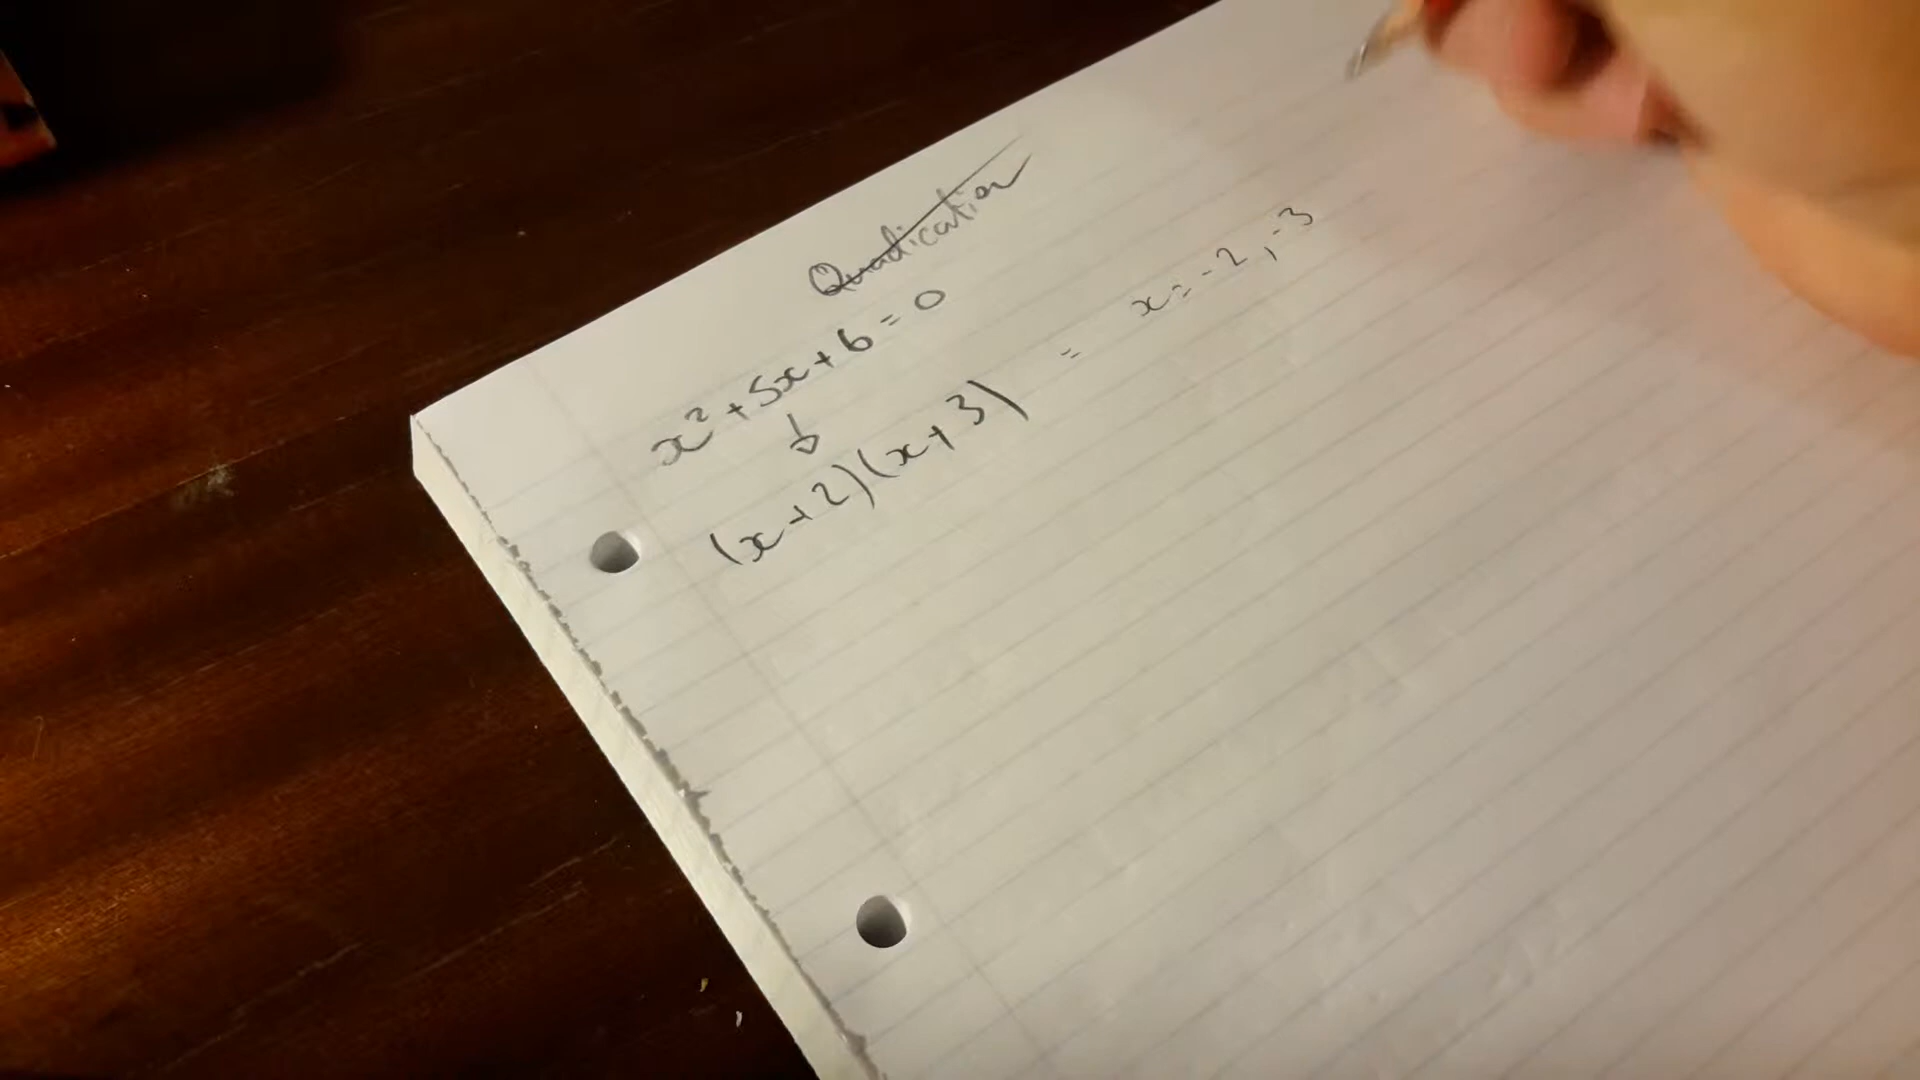 Quadication
x² + 5x + 6 = 0
↓
(x + 2)(x + 3) = x = -2, -3